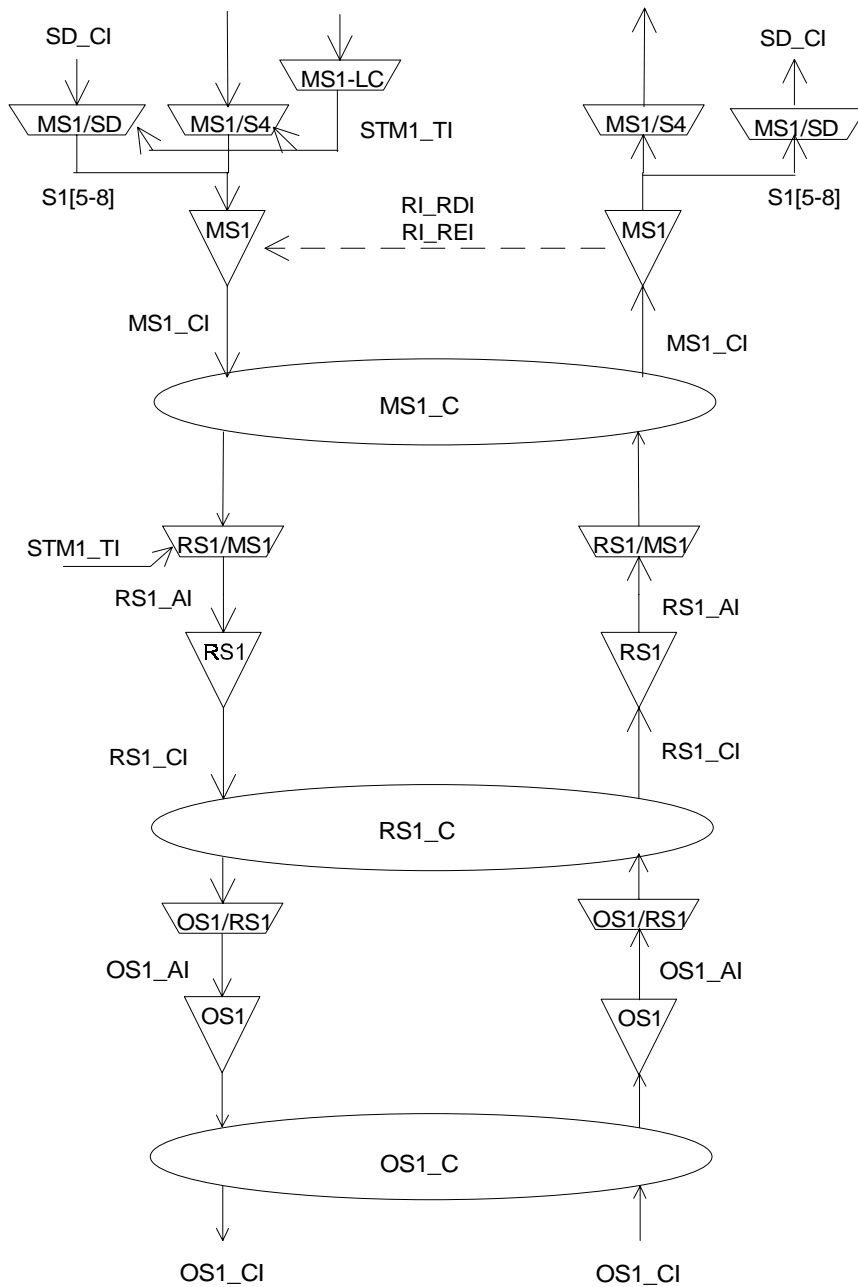 SD_CI
SD_CI
MS1-LC
MS1/SD
MS1/S4
STM1_TI
MS1/S4
MS1/SD
S1[5-8]
S1[5-8]
MS1
RI_RDI
RI_REI
MS1
MS1_CI
MS1_CI
MS1_C
RS1/MS1
RS1/MS1
STM1_TI
RS1_AI
RS1_AI
RS1
RS1
RS1_CI
RS1_CI
RS1_C
OS1/RS1
OS1/RS1
OS1_AI
OS1_AI
OS1
OS1
OS1_C
OS1_CI
OS1_CI